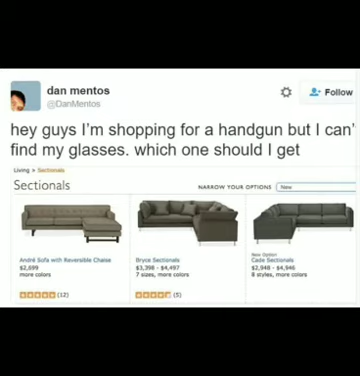 dan mentos
@DanMentos
Follow
hey guys I'm shopping for a handgun but I can'
find my glasses. which one should I get
Living > Sectionals
Sectionals
NARROW YOUR OPTIONS New
André Sofa with Reversible Chaise
$2,899
more colors
(12)
Bryce Sectionals
$3,398 - $4,497
7 sizes, more colors
(5)
New Option
Cade Sectionals
$2,948 - $4,946
8 styles, more colors